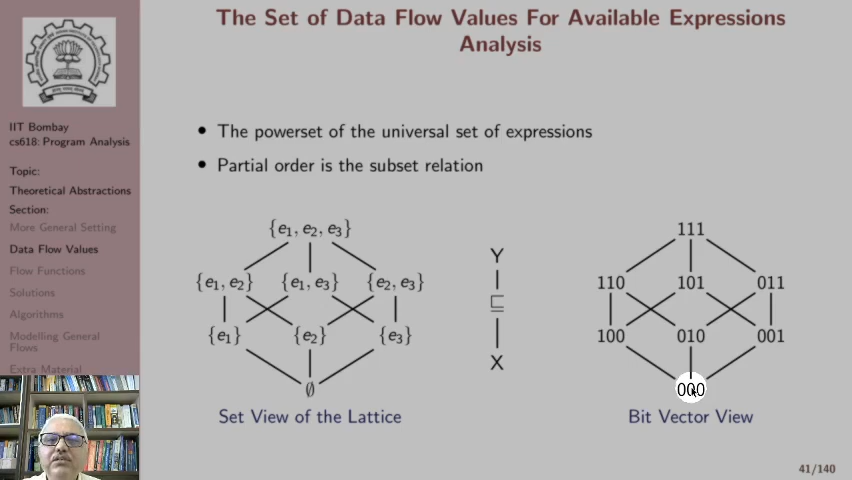 The Set of Data Flow Values For Available Expressions
Analysis
IIT Bombay
cs618: Program Analysis
Topic:
Theoretical Abstractions
Section:
More General Setting
Data Flow Values
Flow Functions
Solutions
Algorithms
Modelling General
Flows
Extra Material
• The powerset of the universal set of expressions
• Partial order is the subset relation
{e₁, e₂, e₃}
{e₁, e₂} {e₁, e₃} {e₂, e₃}
{e₁} {e₂} {e₃}
∅
Set View of the Lattice
Y
⊑
X
111
110 101 011
100 010 001
000
Bit Vector View
41/140